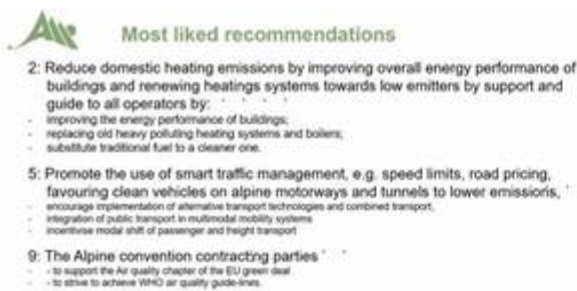 Most liked recommendations
2: Reduce domestic heating emissions by improving overall energy performance of
buildings and renewing heatings systems towards low emitters by support and
guide to all operators by:
- improving the energy performance of buildings;
- replacing old heavy polluting heating systems and boilers;
- substitute traditional fuel to a cleaner one.
5: Promote the use of smart traffic management, e.g. speed limits, road pricing,
favouring clean vehicles on alpine motorways and tunnels to lower emissions,
- encourage implementation of alternative transport technologies and combined transport,
- integration of public transport in multimodal mobility systems
- incentivise modal shift of passenger and freight transport
9: The Alpine convention contracting parties
- - to support the Air quality chapter of the EU green deal
- - to strive to achieve WHO air quality guide-lines.